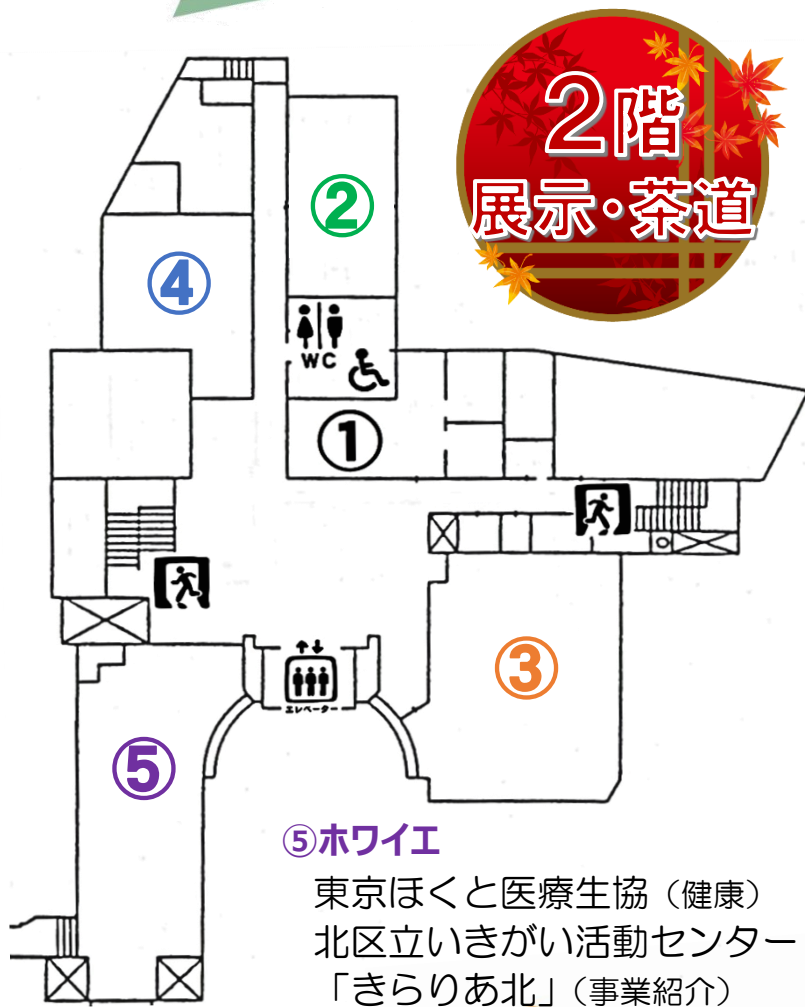 2階
展示・茶道
②
④
WC
①
③
エレベーター
⑤
⑤ホワイエ
東京ほくと医療生協（健康）
北区立いきがい活動センター
「きらりあ北」（事業紹介）